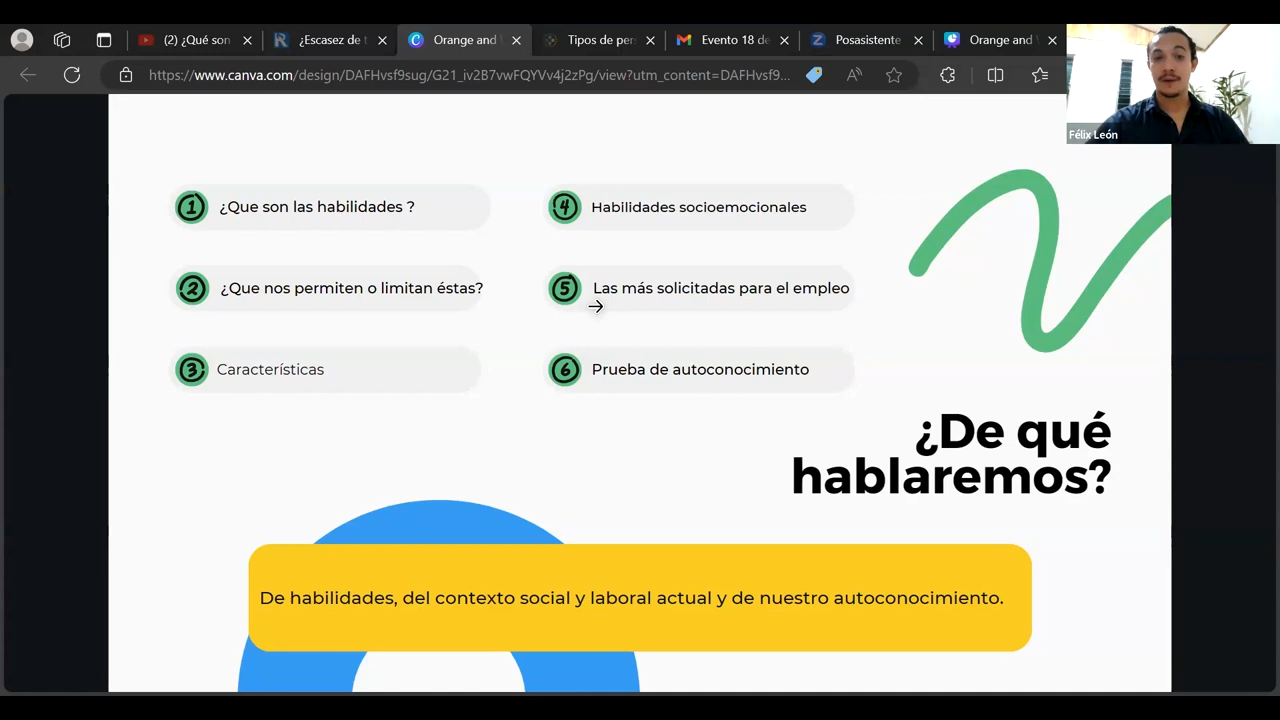 (2) ¿Qué son
¿Escasez de t
Orange and
Tipos de per
Evento 18 de
Posasistente
Orange and
https://www.canva.com/design/DAFHvsf9sug/G21_iv2B7vwFQYVv4j2zPg/view?utm_content=DAFHvsf9...
Félix León
1 ¿Que son las habilidades ?
2 ¿Que nos permiten o limitan éstas?
3 Características
4 Habilidades socioemocionales
5 Las más solicitadas para el empleo
6 Prueba de autoconocimiento
¿De qué
hablaremos?
De habilidades, del contexto social y laboral actual y de nuestro autoconocimiento.